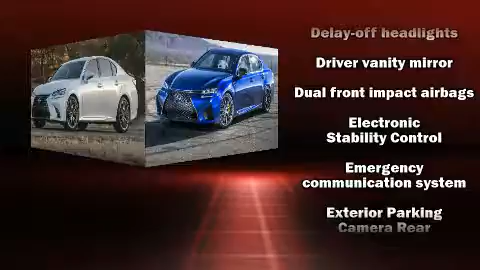 Delay-off headlights
Driver vanity mirror
Dual front impact airbags
Electronic
Stability Control
Emergency
communication system
Exterior Parking
Camera Rear